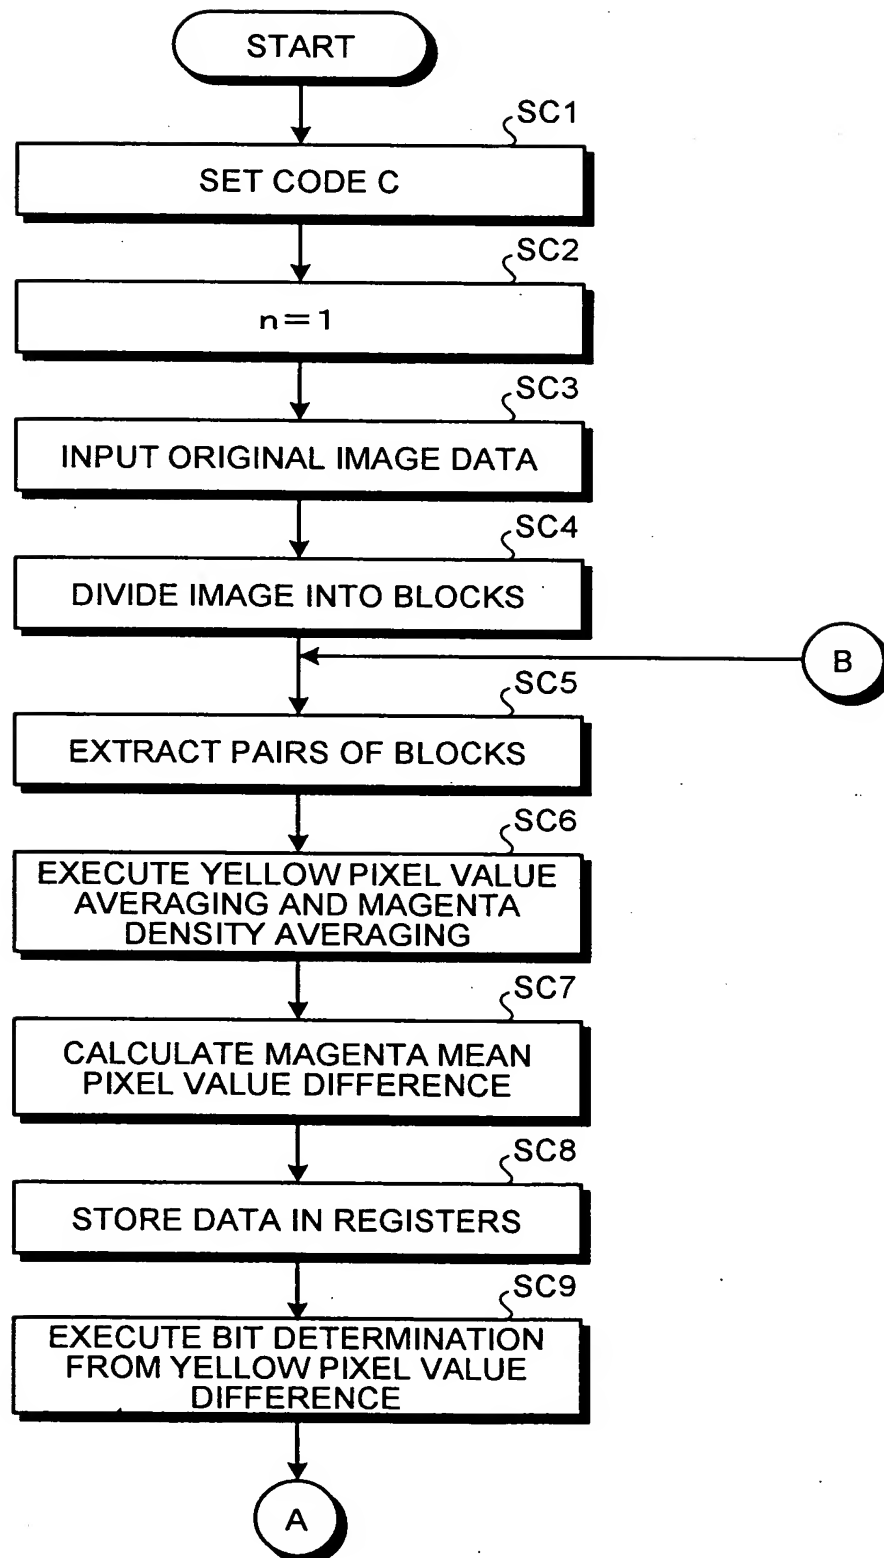 START
SC1
SET CODE C
SC2
n=1
SC3
INPUT ORIGINAL IMAGE DATA
SC4
DIVIDE IMAGE INTO BLOCKS
B
SC5
EXTRACT PAIRS OF BLOCKS
SC6
EXECUTE YELLOW PIXEL VALUE
AVERAGING AND MAGENTA
DENSITY AVERAGING
SC7
CALCULATE MAGENTA MEAN
PIXEL VALUE DIFFERENCE
SC8
STORE DATA IN REGISTERS
SC9
EXECUTE BIT DETERMINATION
FROM YELLOW PIXEL VALUE
DIFFERENCE
A